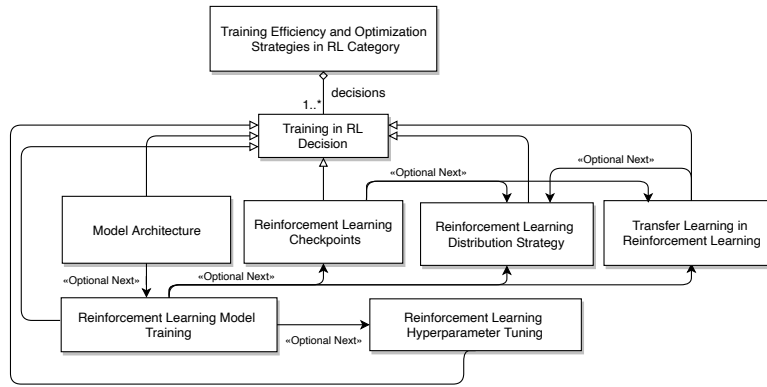 Training Efficiency and Optimization
Strategies in RL Category
decisions
1..*
Training in RL
Decision
«Optional Next»
«Optional Next»
Model Architecture
Reinforcement Learning
Checkpoints
Reinforcement Learning
Distribution Strategy
Transfer Learning in
Reinforcement Learning
«Optional Next»
«Optional Next»
Reinforcement Learning Model
Training
«Optional Next»
Reinforcement Learning
Hyperparameter Tuning